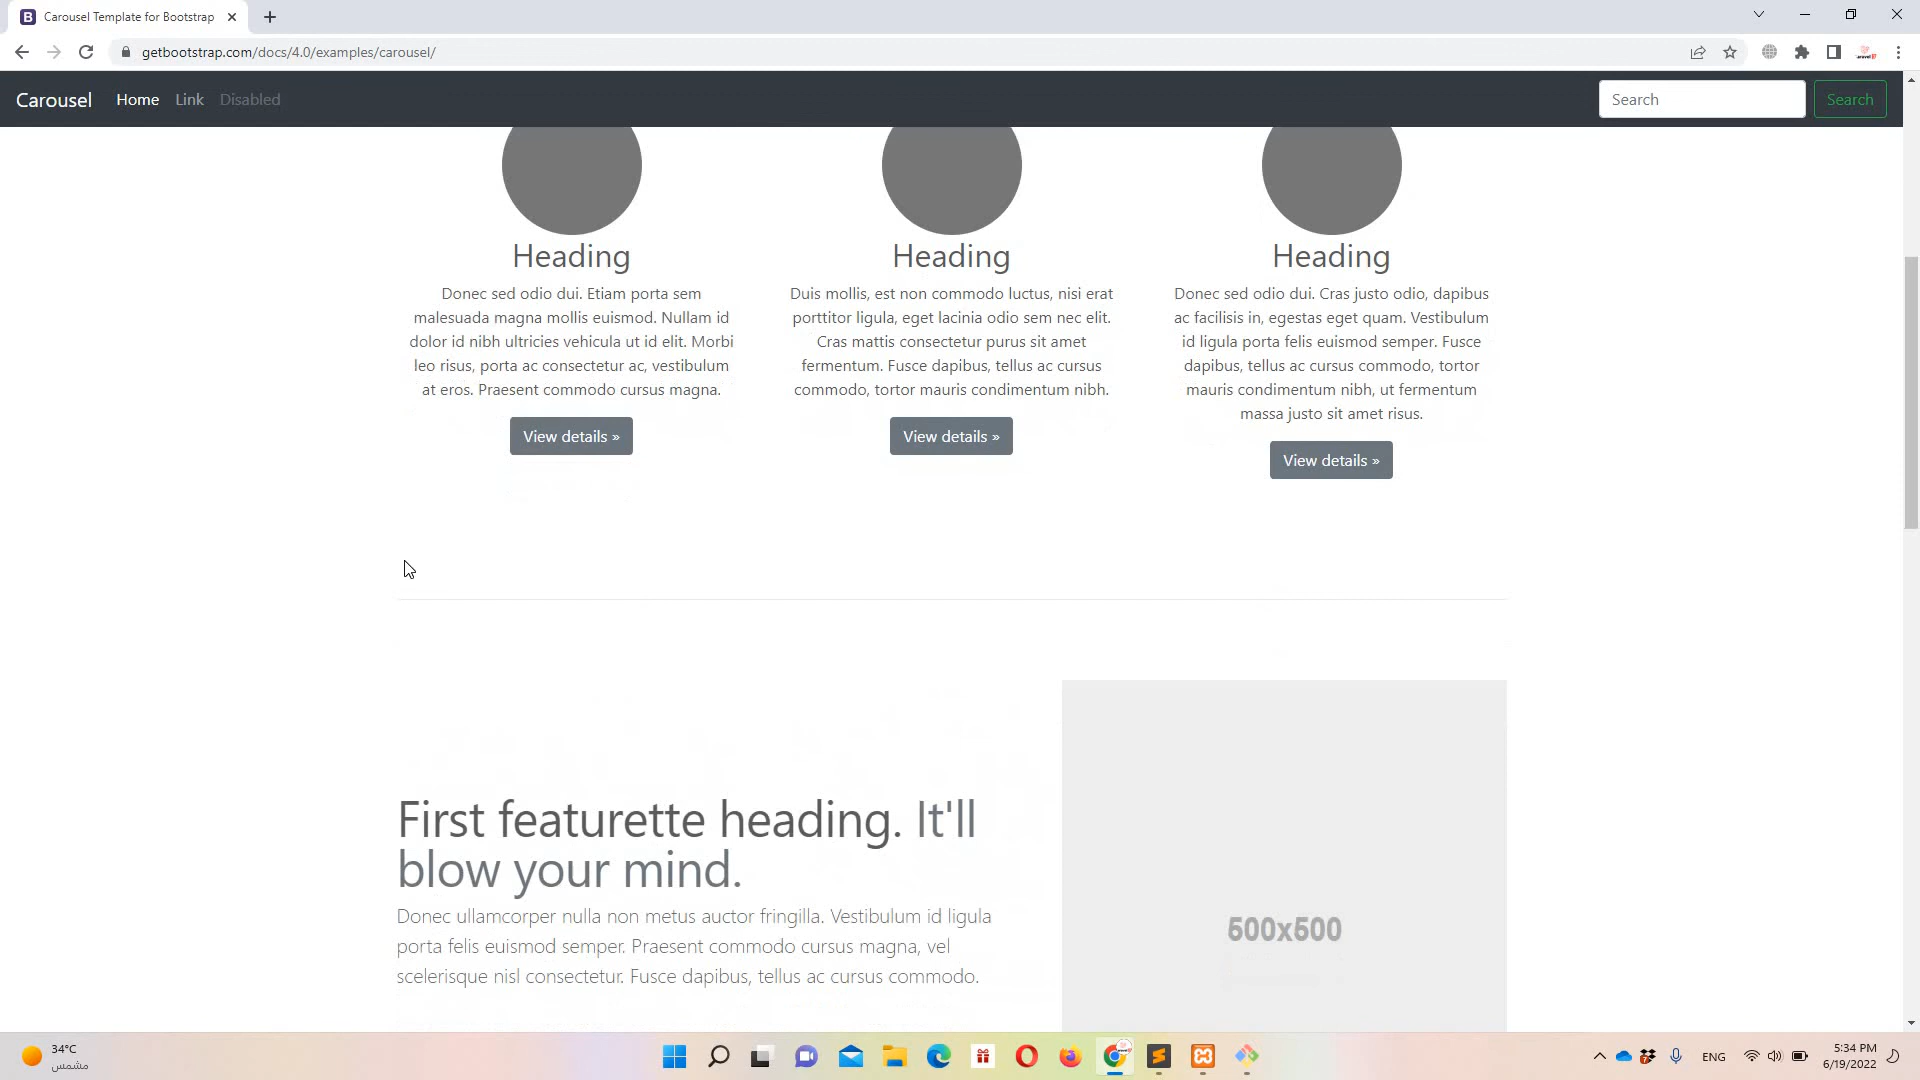 Carousel Template for Bootstrap
getbootstrap.com/docs/4.0/examples/carousel/
Carousel Home Link Disabled Search Search
Heading
Donec sed odio dui. Etiam porta sem
malesuada magna mollis euismod. Nullam id
dolor id nibh ultricies vehicula ut id elit. Morbi
leo risus, porta ac consectetur ac, vestibulum
at eros. Praesent commodo cursus magna.
View details »
Heading
Duis mollis, est non commodo luctus, nisi erat
porttitor ligula, eget lacinia odio sem nec elit.
Cras mattis consectetur purus sit amet
fermentum. Fusce dapibus, tellus ac cursus
commodo, tortor mauris condimentum nibh.
View details »
Heading
Donec sed odio dui. Cras justo odio, dapibus
ac facilisis in, egestas eget quam. Vestibulum
id ligula porta felis euismod semper. Fusce
dapibus, tellus ac cursus commodo, tortor
mauris condimentum nibh, ut fermentum
massa justo sit amet risus.
View details »
First featurette heading. It'll
blow your mind.
Donec ullamcorper nulla non metus auctor fringilla. Vestibulum id ligula
porta felis euismod semper. Praesent commodo cursus magna, vel
scelerisque nisl consectetur. Fusce dapibus, tellus ac cursus commodo.
500x500
34°C
مشمس
ENG
5:34 PM
6/19/2022